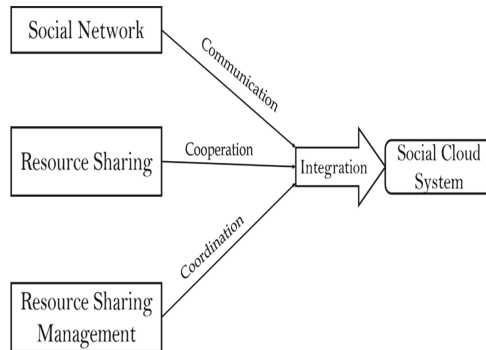 Social Network
Communication
Resource Sharing
Cooperation
Integration
Social Cloud
System
Coordination
Resource Sharing
Management